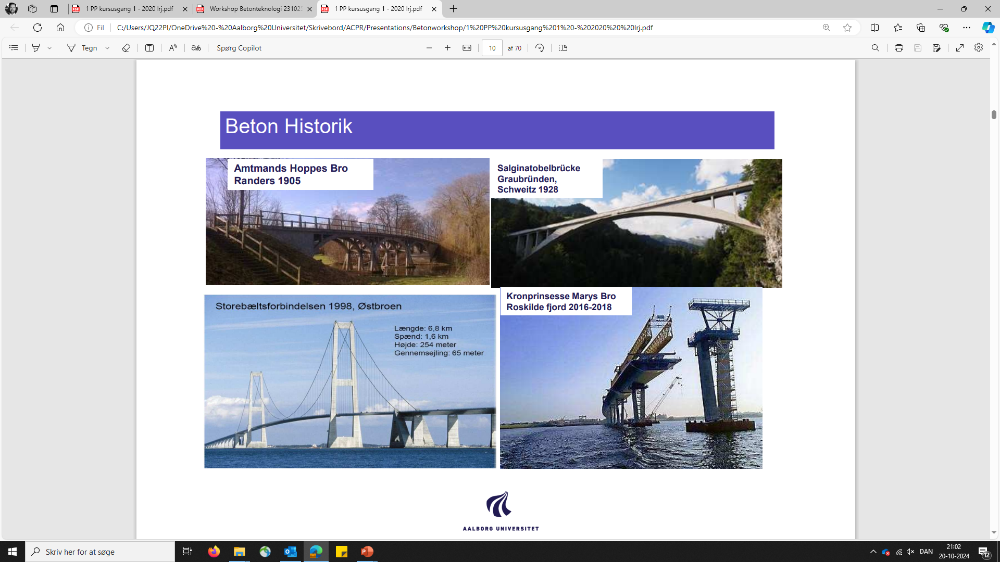 1 PP kursusgang 1 - 2020 lrj.pdf
Workshop Betonteknologi 231025
1 PP kursusgang 1 - 2020 lrj.pdf
Fil
C:/Users/JQ22PI/OneDrive%20-%20Aalborg%20Universitet/Skrivebord/ACPR/Presentations/Betonworkshop/1%20PP%20kursusgang%201%20-%202020%20%20lrj.pdf
Tegn
Spørg Copilot
10
af 70
Beton Historik
Amtmands Hoppes Bro
Randers 1905
Salginatobelbrücke
Graubründen,
Schweitz 1928
Storebæltsforbindelsen 1998, Østbroen
Længde: 6,8 km
Spænd: 1,6 km
Højde: 254 meter
Gennemsejling: 65 meter
Kronprinsesse Marys Bro
Roskilde fjord 2016-2018
AALBORG UNIVERSITET
Skriv her for at søge
DAN
21:02
20-10-2024
12